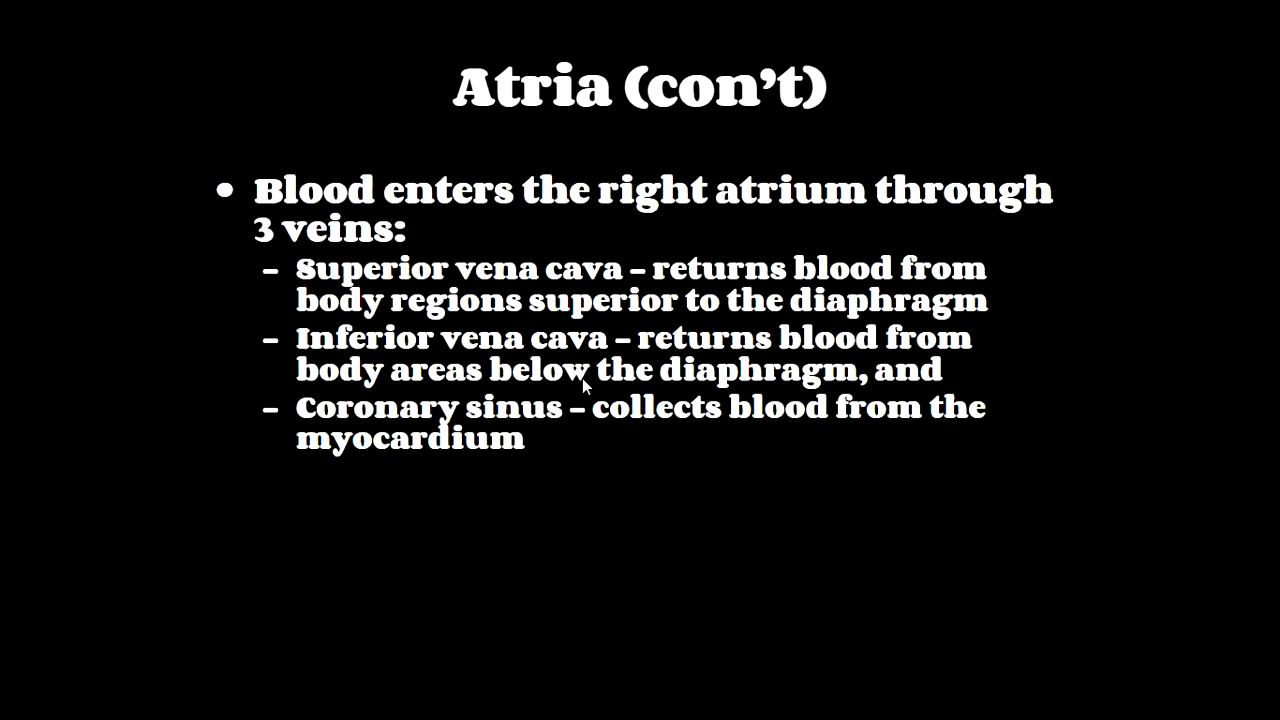 Atria (con’t)
• Blood enters the right atrium through
3 veins:
– Superior vena cava – returns blood from
body regions superior to the diaphragm
– Inferior vena cava – returns blood from
body areas below the diaphragm, and
– Coronary sinus – collects blood from the
myocardium